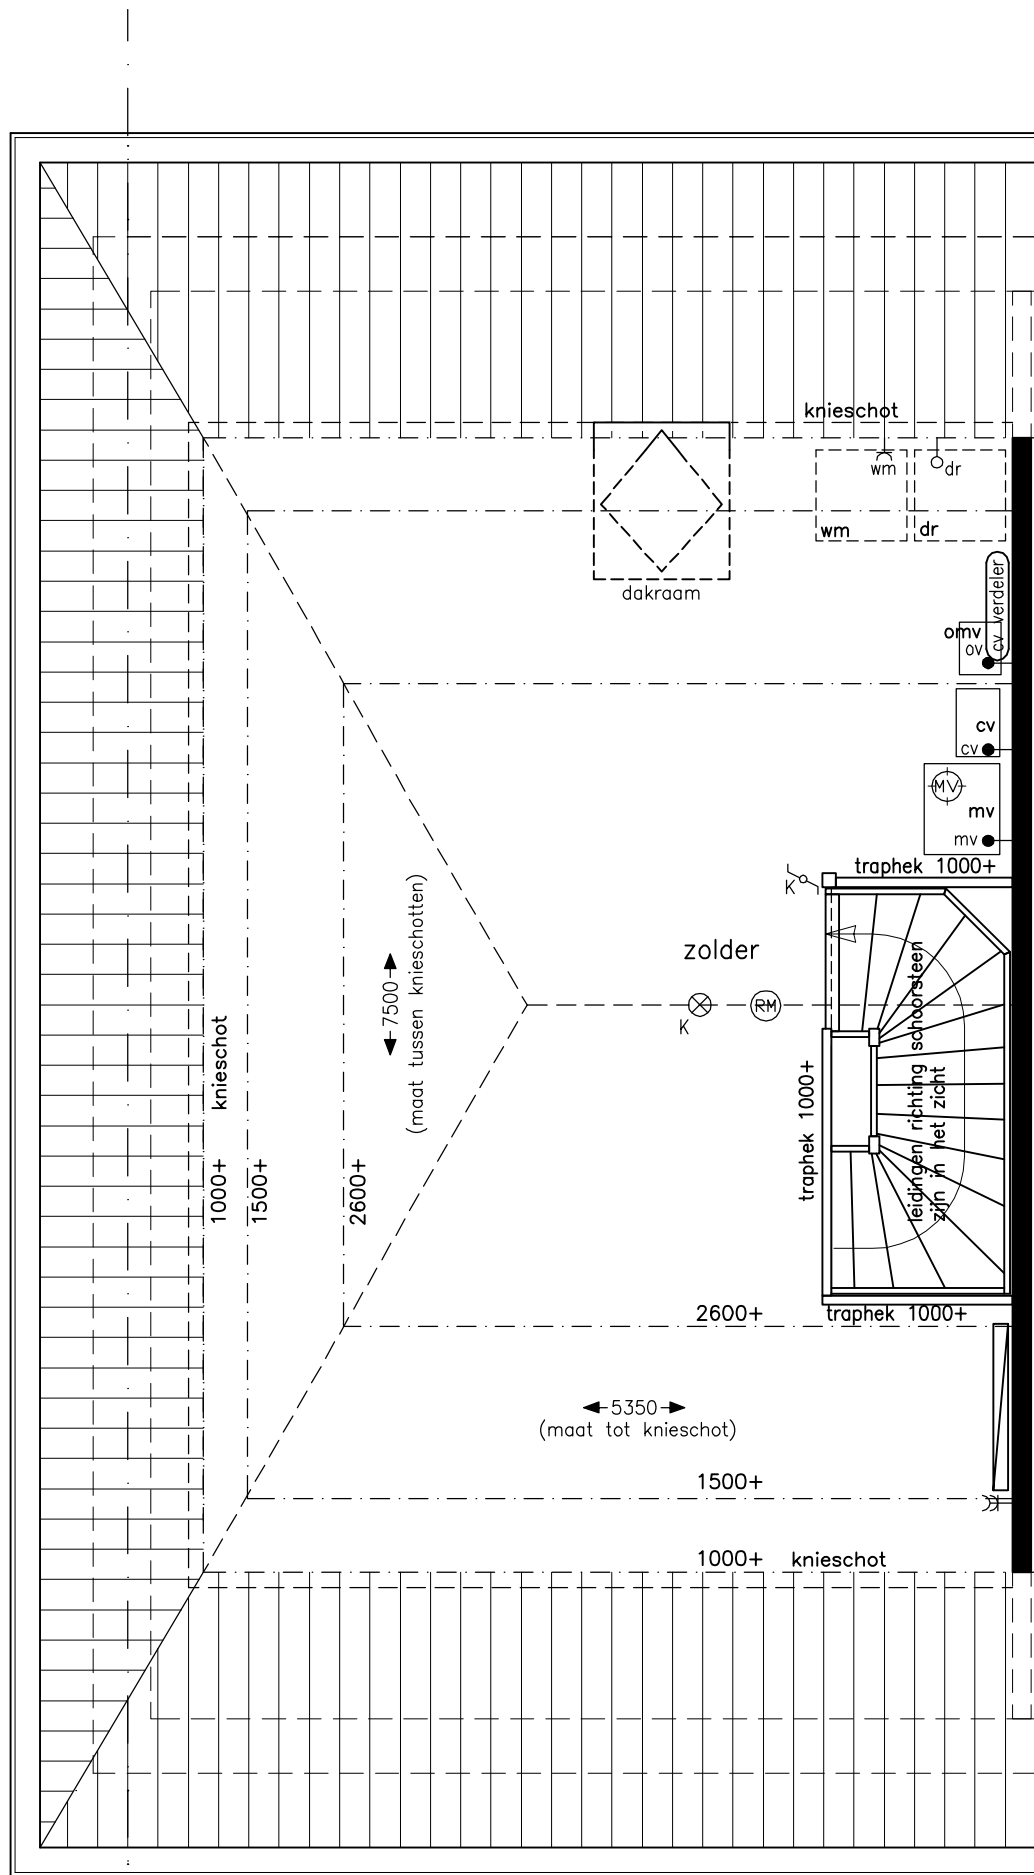 knieschot
wm
dr
wm
dr
dakraam
cv verdeler
omv
ov
cv
cv
MV
mv
mv
traphek 1000+
K
zolder
K
RM
7500
(maat tussen knieschotten)
knieschot
1000+
1500+
2600+
traphek 1000+
leidingen richting schoorsteen
zijn in het zicht
2600+
traphek 1000+
5350
(maat tot knieschot)
1500+
1000+ knieschot